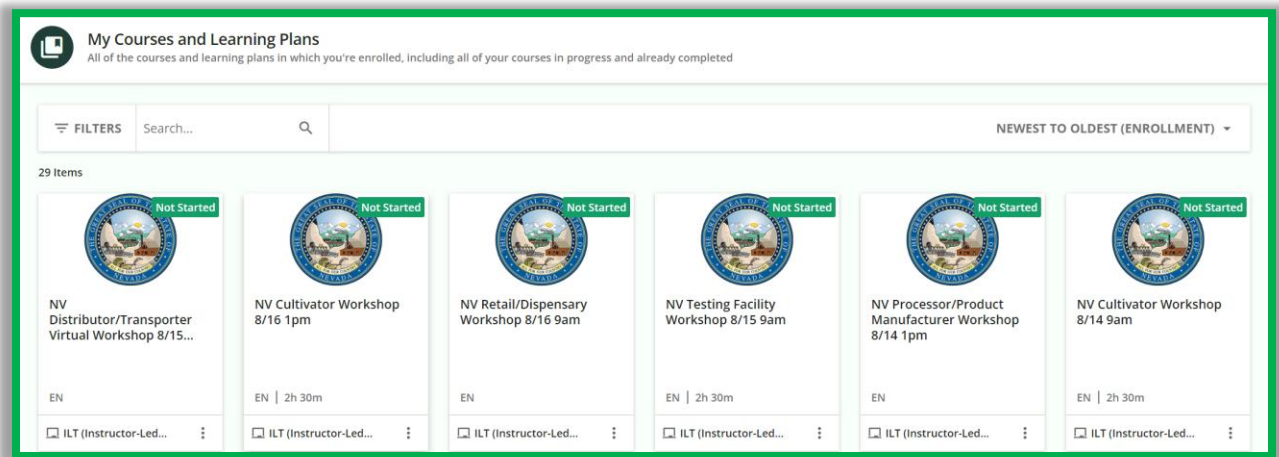 My Courses and Learning Plans
All of the courses and learning plans in which you're enrolled, including all of your courses in progress and already completed
FILTERS
Search...
NEWEST TO OLDEST (ENROLLMENT)
29 Items
Not Started
NV
Distributor/Transporter
Virtual Workshop 8/15...
EN
ILT (Instructor-Led...
Not Started
NV Cultivator Workshop
8/16 1pm
EN | 2h 30m
ILT (Instructor-Led...
Not Started
NV Retail/Dispensary
Workshop 8/16 9am
EN
ILT (Instructor-Led...
Not Started
NV Testing Facility
Workshop 8/15 9am
EN | 2h 30m
ILT (Instructor-Led...
Not Started
NV Processor/Product
Manufacturer Workshop
8/14 1pm
EN
ILT (Instructor-Led...
Not Started
NV Cultivator Workshop
8/14 9am
EN | 2h 30m
ILT (Instructor-Led...